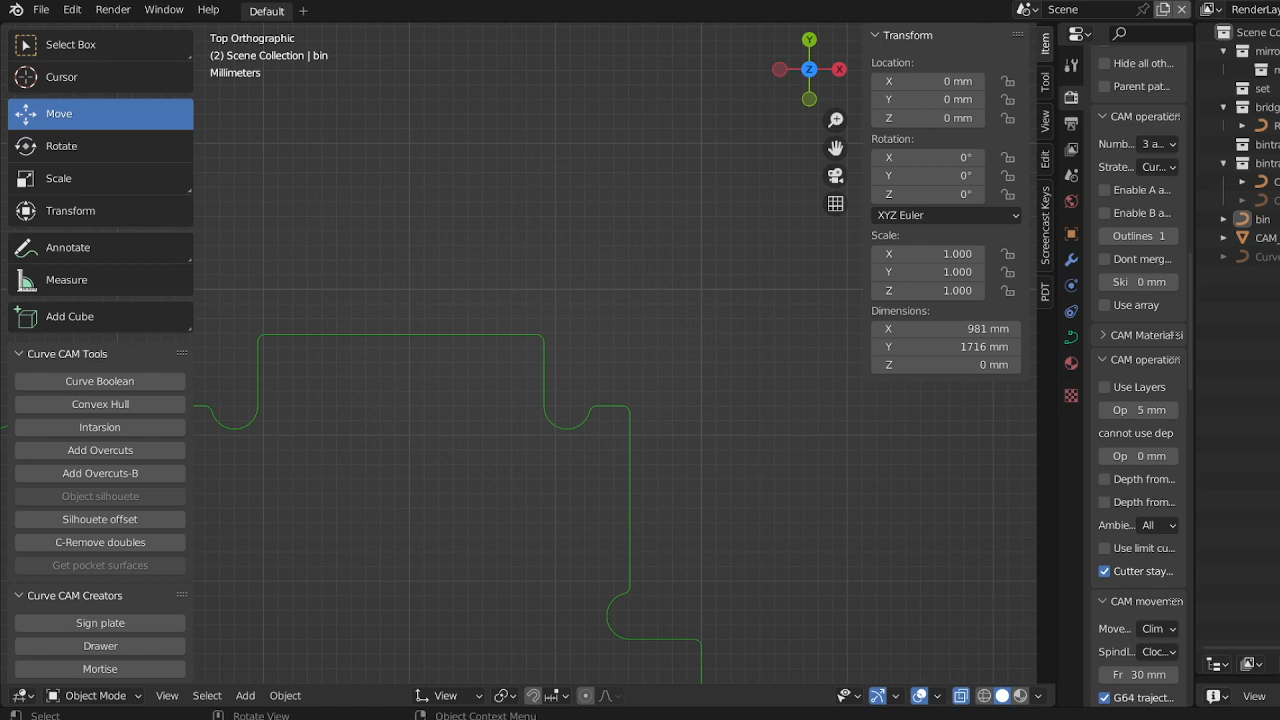 File Edit Render Window Help Default Scene RenderLay
Select Box
Cursor
Move
Rotate
Scale
Transform
Annotate
Measure
Add Cube
Curve CAM Tools
Curve Boolean
Convex Hull
Intarsion
Add Overcuts
Add Overcuts-B
Object silhouete
Silhouete offset
C-Remove doubles
Get pocket surfaces
Curve CAM Creators
Sign plate
Drawer
Mortise
Top Orthographic
(2) Scene Collection | bin
Millimeters
Y
Z
X
Transform
Location:
X 0 mm
Y 0 mm
Z 0 mm
Rotation:
X 0°
Y 0°
Z 0°
XYZ Euler
Scale:
X 1.000
Y 1.000
Z 1.000
Dimensions:
X 981 mm
Y 1716 mm
Z 0 mm
Item
Tool
View
Edit
Screencast Keys
PDT
Hide all oth...
Parent pat...
CAM operation
Numb... 3 a...
Strate... Cur...
Enable A a...
Enable B a...
Outlines 1
Dont merg...
Ski 0 mm
Use array
CAM Material si
CAM operation
Use Layers
Op 5 mm
cannot use dep
Op 0 mm
Depth from...
Depth from...
Ambie... All
Use limit cu...
Cutter stay...
CAM movemen
Move... Clim
Spindl... Cloc...
Fr 30 mm
G64 traject...
Scene Co
mirro
m
set
bridg
R
bintr
bintra
C
C
bin
CAM_
Curve
Object Mode View Select Add Object View View
Select Rotate View Object Context Menu